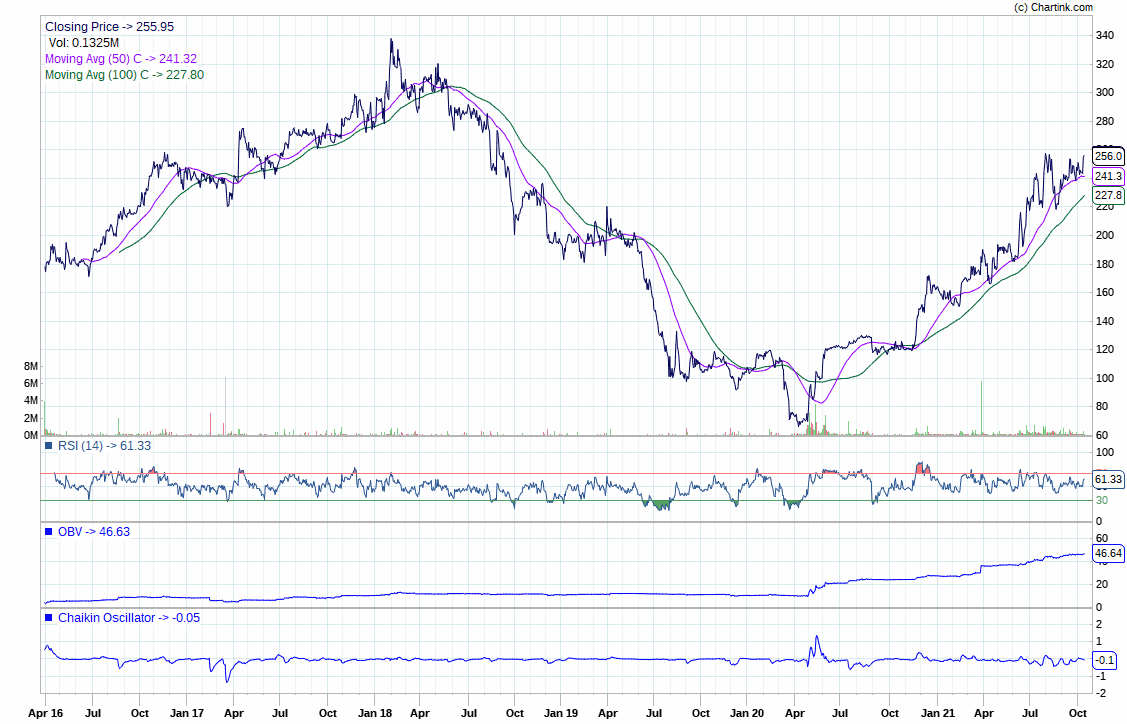 (c) Chartink.com
Closing Price -> 255.95
Vol: 0.1325M
Moving Avg (50) C -> 241.32
Moving Avg (100) C -> 227.80
340
320
300
280
256.0
241.3
227.8
220
200
180
160
140
120
100
80
60
8M
6M
4M
2M
0M
RSI (14) -> 61.33
100
61.33
30
0
OBV -> 46.63
60
46.64
20
0
Chaikin Oscillator -> -0.05
2
1
-0.1
-1
-2
Apr 16 Jul Oct Jan 17 Apr Jul Oct Jan 18 Apr Jul Oct Jan 19 Apr Jul Oct Jan 20 Apr Jul Oct Jan 21 Apr Jul Oct